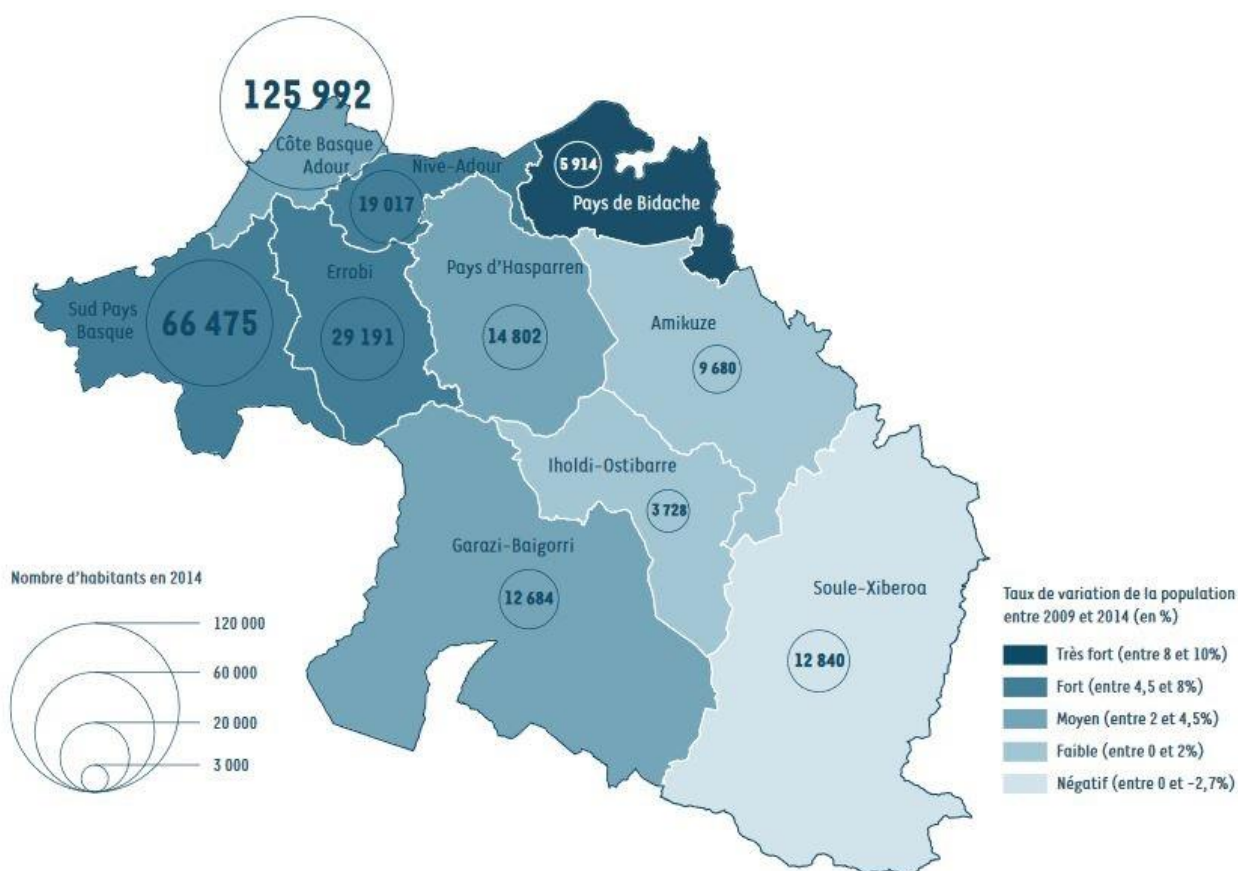 125 992
Côte Basque
Adour
Nive-Adour
19 017
5 914
Pays de Bidache
Sud Pays
Basque
66 475
Errobi
29 191
Pays d'Hasparren
14 802
Amikuze
9 680
Iholdi-Ostibarre
3 728
Garazi-Baigorri
12 684
Soule-Xiberoa
12 840
Nombre d'habitants en 2014
120 000
60 000
20 000
3 000
Taux de variation de la population
entre 2009 et 2014 (en %)
Très fort (entre 8 et 10%)
Fort (entre 4,5 et 8%)
Moyen (entre 2 et 4,5%)
Faible (entre 0 et 2%)
Négatif (entre 0 et -2,7%)